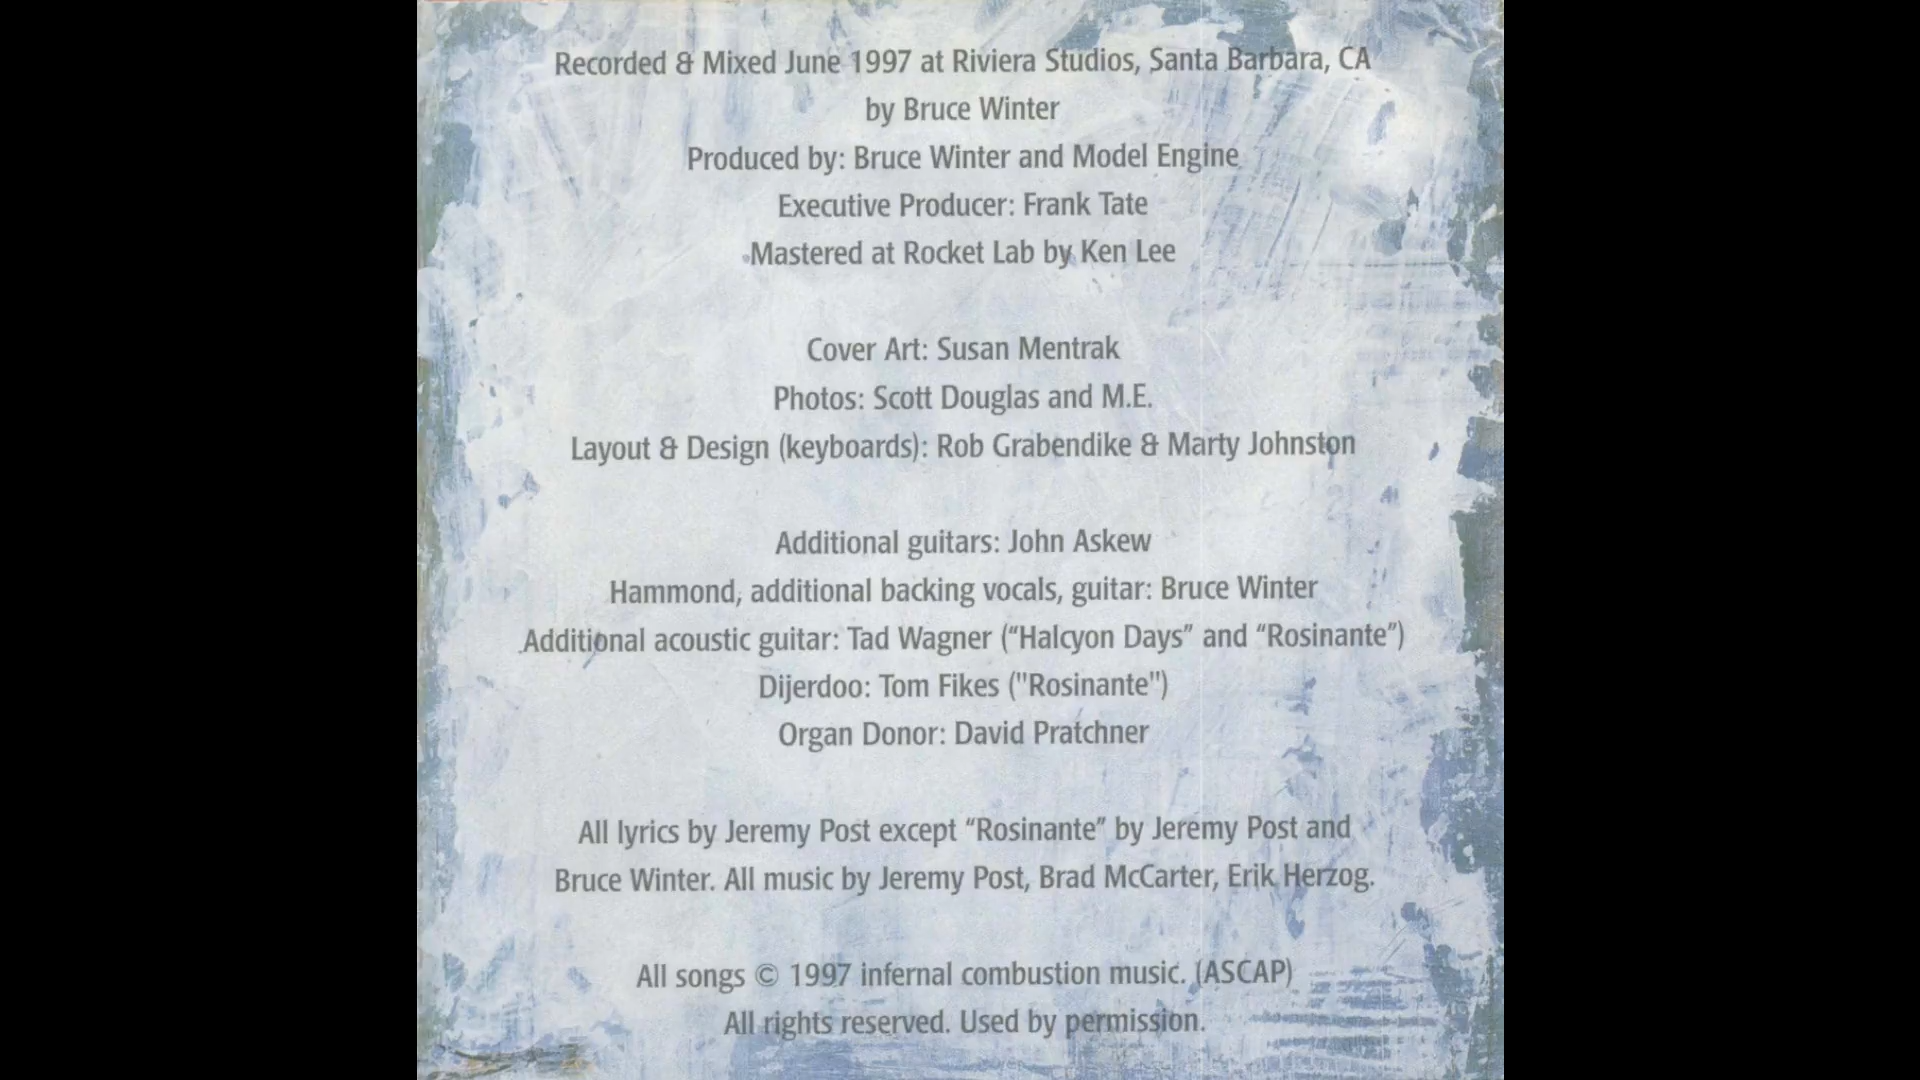 Recorded & Mixed June 1997 at Riviera Studios, Santa Barbara, CA
by Bruce Winter
Produced by: Bruce Winter and Model Engine
Executive Producer: Frank Tate
Mastered at Rocket Lab by Ken Lee
Cover Art: Susan Mentrak
Photos: Scott Douglas and M.E.
Layout & Design (keyboards): Rob Grabendike & Marty Johnston
Additional guitars: John Askew
Hammond, additional backing vocals, guitar: Bruce Winter
Additional acoustic guitar: Tad Wagner (“Halcyon Days” and “Rosinante”)
Dijerdoo: Tom Fikes ("Rosinante")
Organ Donor: David Pratchner
All lyrics by Jeremy Post except “Rosinante” by Jeremy Post and
Bruce Winter. All music by Jeremy Post, Brad McCarter, Erik Herzog.
All songs © 1997 infernal combustion music. (ASCAP)
All rights reserved. Used by permission.